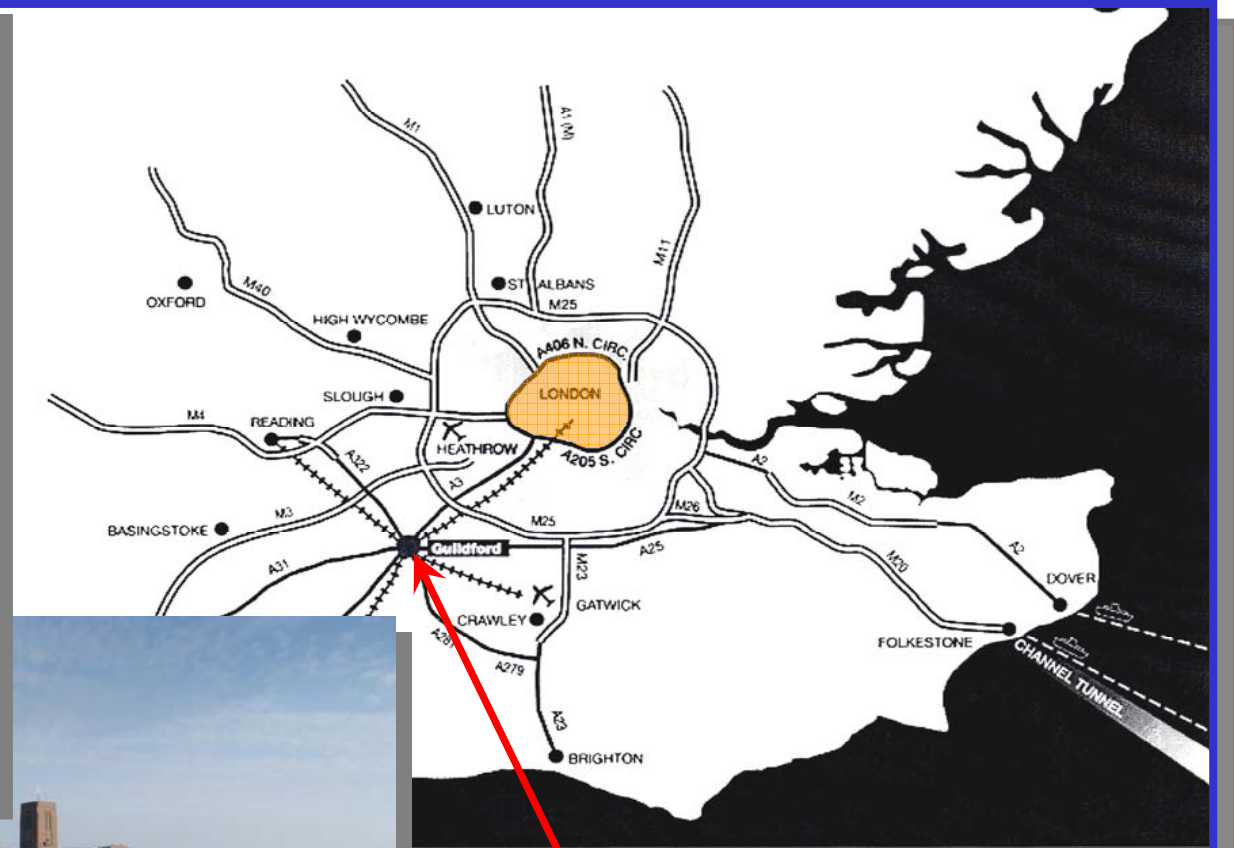 M1
A1 (M)
LUTON
M11
ST ALBANS
M25
OXFORD
M40
HIGH WYCOMBE
A406 N. CIRC.
SLOUGH
LONDON
M4
READING
HEATHROW
A205 S. CIRC
A322
A3
A2
M2
M3
M25
M26
BASINGSTOKE
Guildford
A25
M20
A2
A31
M23
DOVER
GATWICK
CRAWLEY
A281
FOLKESTONE
CHANNEL TUNNEL
A279
A23
BRIGHTON